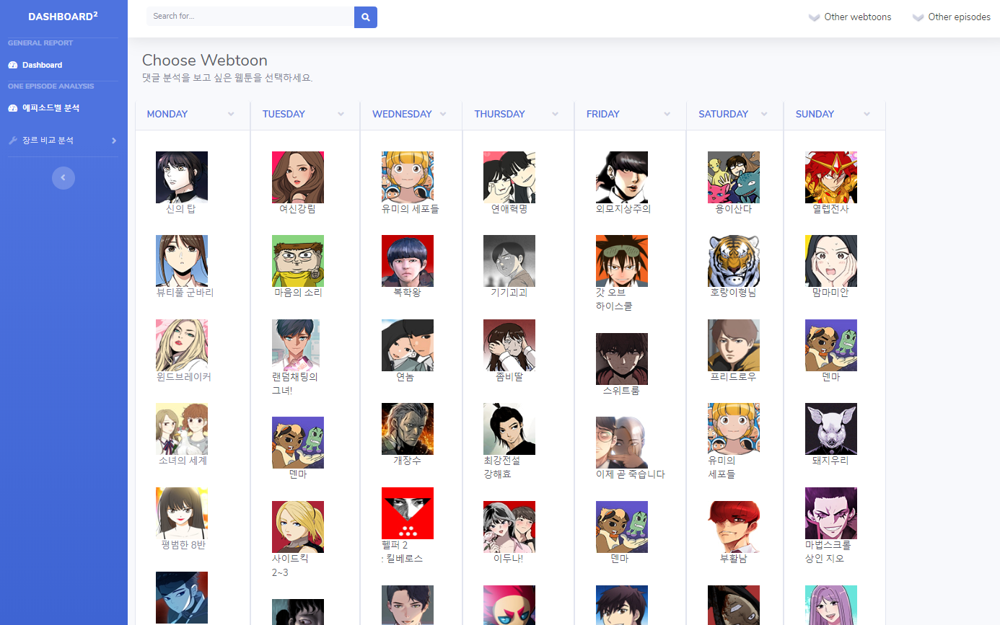 DASHBOARD²
GENERAL REPORT
Dashboard
ONE EPISODE ANALYSIS
에피소드별 분석
장르 비교 분석
Search for...
Other webtoons
Other episodes
Choose Webtoon
댓글 분석을 보고 싶은 웹툰을 선택하세요.
MONDAY
신의 탑
뷰티풀 군바리
윈드브레이커
소녀의 세계
평범한 8반
TUESDAY
여신강림
마음의 소리
랜덤채팅의
그녀!
덴마
사이드킥
2~3
WEDNESDAY
유미의 세포들
복학왕
연놈
개장수
헬퍼 2
: 킬베로스
THURSDAY
연애혁명
기기괴괴
좀비딸
최강전설
강해효
이두나!
FRIDAY
외모지상주의
갓 오브
하이스쿨
스위트홈
이제 곧 죽습니다
덴마
SATURDAY
용이산다
호랑이형님
프리드로우
유미의
세포들
부활남
SUNDAY
열렙전사
맘마미안
덴마
돼지우리
마법스크롤
상인 지오